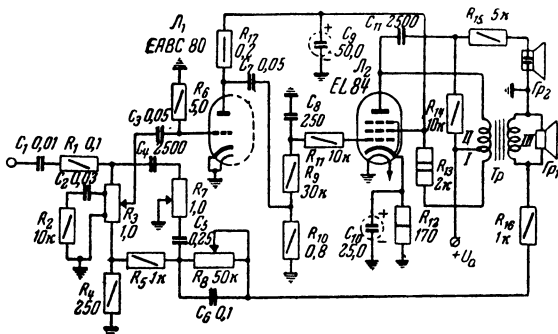 Л₁
EABC 80
R₁₇
0,2
C₇ 0,05
C₉
50,0
C₁₁ 2500
R₁₅ 5к
Л₂
EL 84
Гр₂
R₆
5,0
C₃ 0,05
C₈
250
R₁₄
10к
C₁ 0,01
R₁ 0,1
C₄ 2500
R₁₁ 10к
R₉
30к
II
I
III
Тр
Гр₁
R₁₃
2к
C₂ 0,03
R₂
10к
R₃
1,0
R₇
1,0
C₅
0,25
R₁₀
0,8
C₁₀
25,0
R₁₂
170
+Uа
R₁₆
1к
R₅ 1к
R₈ 50к
R₄
250
C₆ 0,1